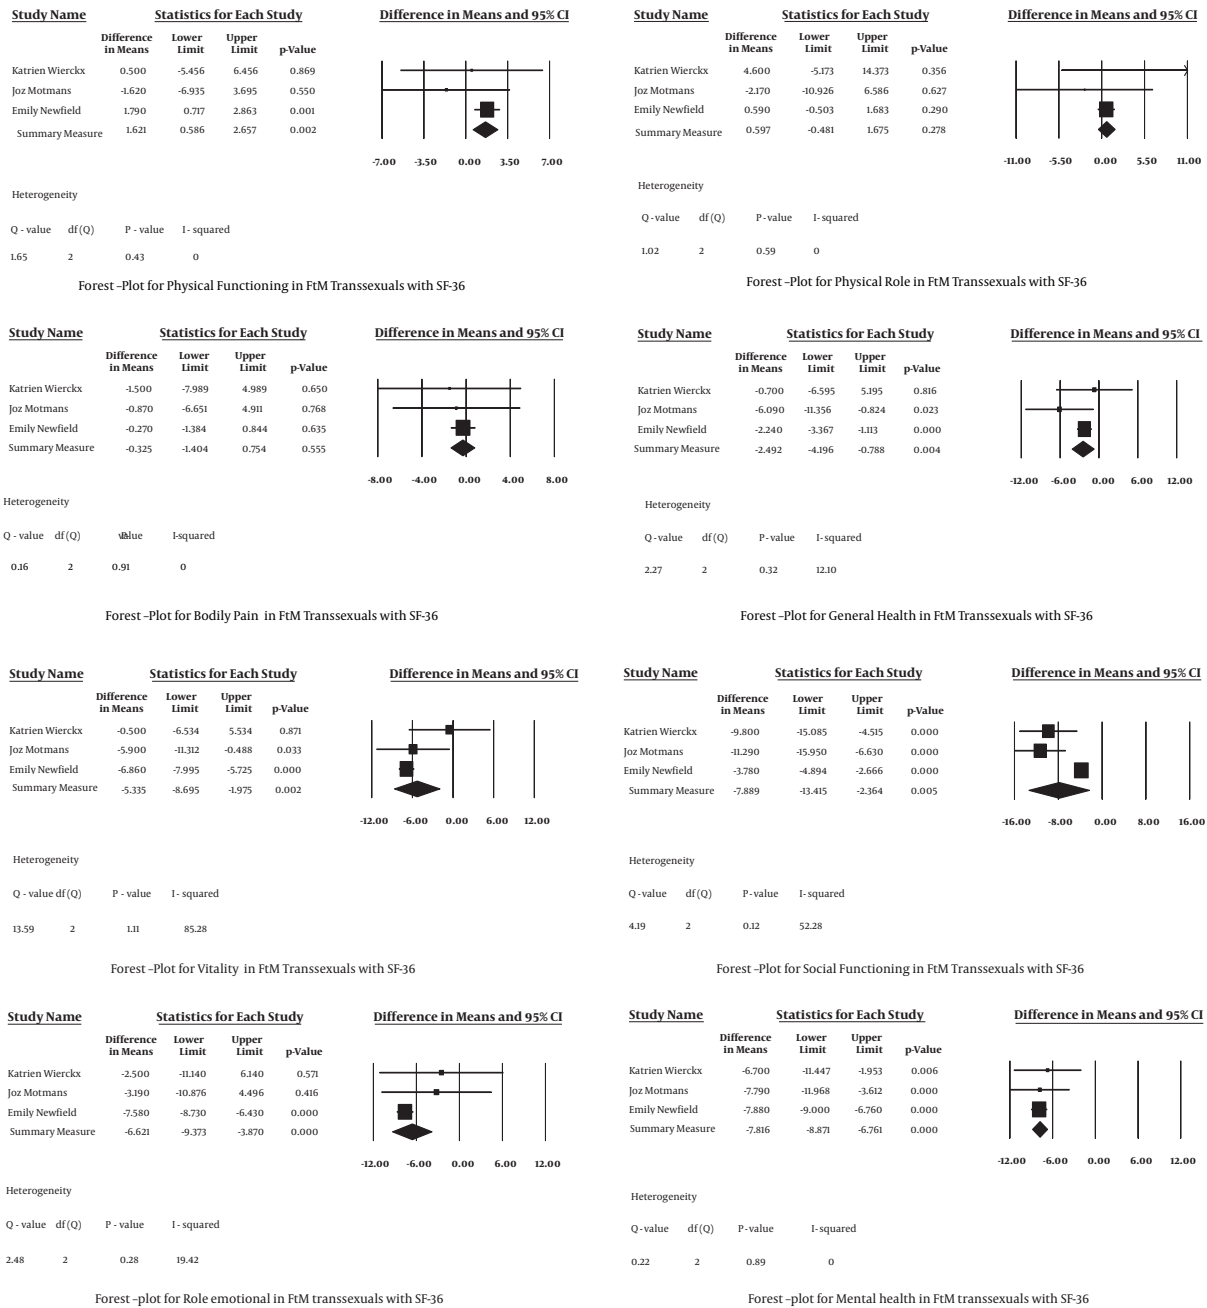 Study Name Statistics for Each Study Difference in Means and 95% CI
Difference in Means Lower Limit Upper Limit p-Value
Katrien Wierckx 0.500 -5.456 6.456 0.869
Joz Motmans -1.620 -6.935 3.695 0.550
Emily Newfield 1.790 0.717 2.863 0.001
Summary Measure 1.621 0.586 2.657 0.002
-7.00 -3.50 0.00 3.50 7.00
Heterogeneity
Q - value df (Q) P - value I - squared
1.65 2 0.43 0
Forest -Plot for Physical Functioning in FtM Transsexuals with SF-36
Study Name Statistics for Each Study Difference in Means and 95% CI
Difference in Means Lower Limit Upper Limit p-Value
Katrien Wierckx 4.600 -5.173 14.373 0.356
Joz Motmans -2.170 -10.926 6.586 0.627
Emily Newfield 0.590 -0.503 1.683 0.290
Summary Measure 0.597 -0.481 1.675 0.278
-11.00 -5.50 0.00 5.50 11.00
Heterogeneity
Q - value df (Q) P - value I - squared
1.02 2 0.59 0
Forest -Plot for Physical Role in FtM Transsexuals with SF-36
Study Name Statistics for Each Study Difference in Means and 95% CI
Difference in Means Lower Limit Upper Limit p-Value
Katrien Wierckx -1.500 -7.989 4.989 0.650
Joz Motmans -0.870 -6.651 4.911 0.768
Emily Newfield -0.270 -1.384 0.844 0.635
Summary Measure -0.325 -1.404 0.754 0.555
-8.00 -4.00 0.00 4.00 8.00
Heterogeneity
Q - value df (Q) I-squared
0.16 2 0.91 0
Forest -Plot for Bodily Pain in FtM Transsexuals with SF-36
Study Name Statistics for Each Study Difference in Means and 95% CI
Difference in Means Lower Limit Upper Limit p-Value
Katrien Wierckx -0.700 -6.595 5.195 0.816
Joz Motmans -6.090 -11.356 -0.824 0.023
Emily Newfield -2.240 -3.367 -1.113 0.000
Summary Measure -2.492 -4.196 -0.788 0.004
-12.00 -6.00 0.00 6.00 12.00
Heterogeneity
Q - value df (Q) P - value I - squared
2.27 2 0.32 12.10
Forest -Plot for General Health in FtM Transsexuals with SF-36
Study Name Statistics for Each Study Difference in Means and 95% CI
Difference in Means Lower Limit Upper Limit p-Value
Katrien Wierckx -0.500 -6.534 5.534 0.871
Joz Motmans -5.900 -11.312 -0.488 0.033
Emily Newfield -6.860 -7.995 -5.725 0.000
Summary Measure -5.335 -8.695 -1.975 0.002
-12.00 -6.00 0.00 6.00 12.00
Heterogeneity
Q - value df (Q) P - value I - squared
13.59 2 1.11 85.28
Forest -Plot for Vitality in FtM Transsexuals with SF-36
Study Name Statistics for Each Study Difference in Means and 95% CI
Difference in Means Lower Limit Upper Limit p-Value
Katrien Wierckx -9.800 -15.085 -4.515 0.000
Joz Motmans -11.290 -15.950 -6.630 0.000
Emily Newfield -3.780 -4.894 -2.666 0.000
Summary Measure -7.889 -13.415 -2.364 0.005
-16.00 -8.00 0.00 8.00 16.00
Heterogeneity
Q - value df (Q) P - value I - squared
4.19 2 0.12 52.28
Forest -Plot for Social Functioning in FtM Transsexuals with SF-36
Study Name Statistics for Each Study Difference in Means and 95% CI
Difference in Means Lower Limit Upper Limit p-Value
Katrien Wierckx -2.500 -11.140 6.140 0.571
Joz Motmans -3.190 -10.876 4.496 0.416
Emily Newfield -7.580 -8.730 -6.430 0.000
Summary Measure -6.621 -9.373 -3.870 0.000
-12.00 -6.00 0.00 6.00 12.00
Heterogeneity
Q - value df (Q) P - value I - squared
2.48 2 0.28 19.42
Forest -plot for Role emotional in FtM transsexuals with SF-36
Study Name Statistics for Each Study Difference in Means and 95% CI
Difference in Means Lower Limit Upper Limit p-Value
Katrien Wierckx -6.700 -11.447 -1.953 0.006
Joz Motmans -7.790 -11.968 -3.612 0.000
Emily Newfield -7.880 -9.000 -6.760 0.000
Summary Measure -7.816 -8.871 -6.761 0.000
-12.00 -6.00 0.00 6.00 12.00
Heterogeneity
Q - value df (Q) P - value I - squared
0.22 2 0.89 0
Forest -plot for Mental health in FtM transsexuals with SF-36